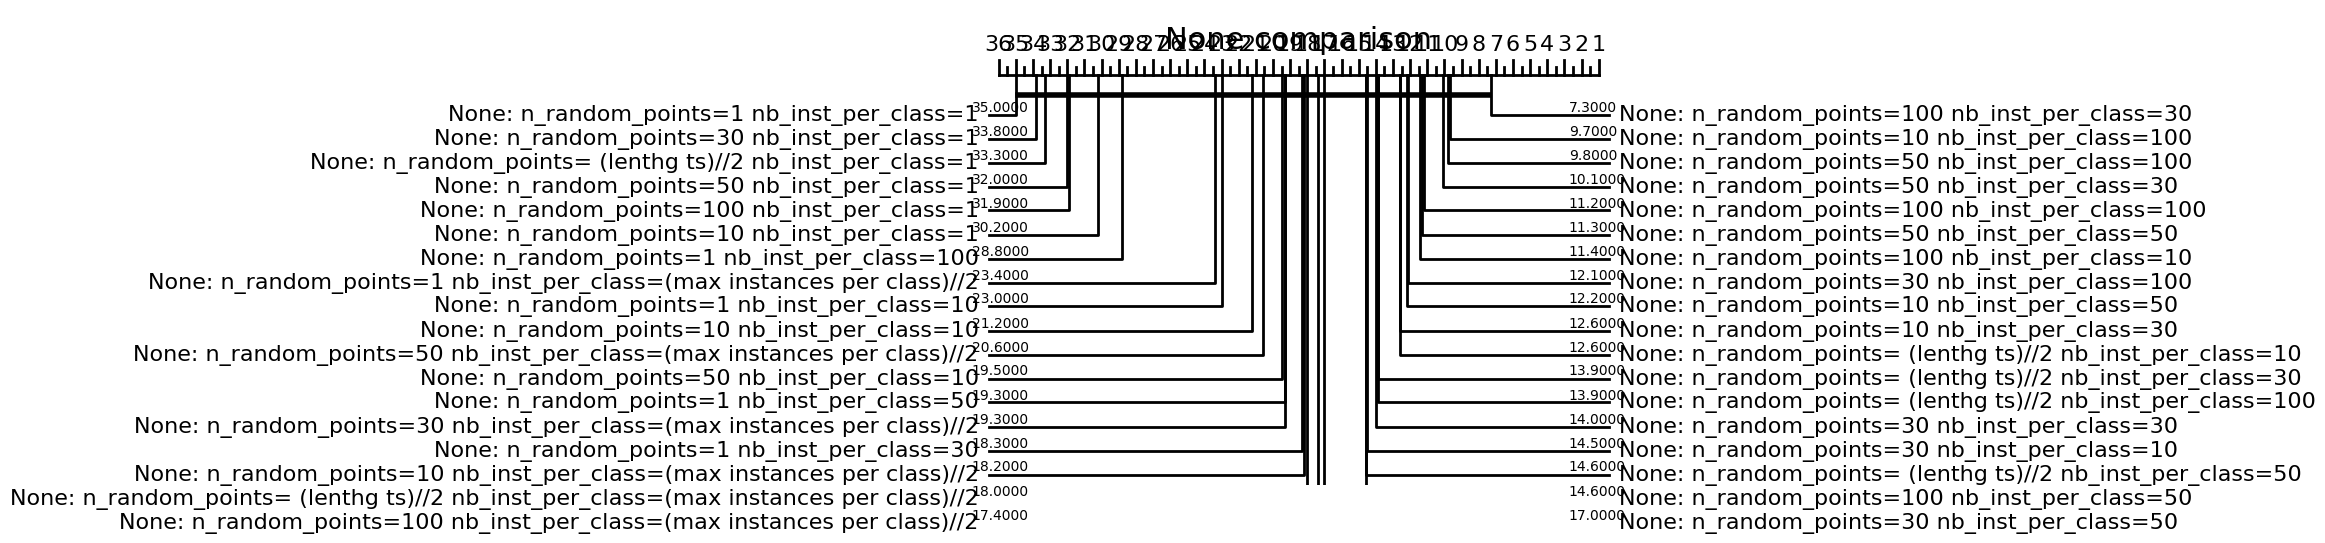 None comparison
36 35 34 33 32 31 30 29 28 27 26 25 24 23 22 21 20 19 18 17 16 15 14 13 12 11 10 9 8 7 6 5 4 3 2 1
None: n_random_points=1 nb_inst_per_class=1 35.0000
None: n_random_points=30 nb_inst_per_class=1 33.8000
None: n_random_points= (lenthg ts)//2 nb_inst_per_class=1 33.3000
None: n_random_points=50 nb_inst_per_class=1 32.0000
None: n_random_points=100 nb_inst_per_class=1 31.9000
None: n_random_points=10 nb_inst_per_class=1 30.2000
None: n_random_points=1 nb_inst_per_class=100 28.8000
None: n_random_points=1 nb_inst_per_class=(max instances per class)//2 23.4000
None: n_random_points=1 nb_inst_per_class=10 23.0000
None: n_random_points=10 nb_inst_per_class=10 21.2000
None: n_random_points=50 nb_inst_per_class=(max instances per class)//2 20.6000
None: n_random_points=50 nb_inst_per_class=10 19.5000
None: n_random_points=1 nb_inst_per_class=50 19.3000
None: n_random_points=30 nb_inst_per_class=(max instances per class)//2 19.3000
None: n_random_points=1 nb_inst_per_class=30 18.3000
None: n_random_points=10 nb_inst_per_class=(max instances per class)//2 18.2000
None: n_random_points= (lenthg ts)//2 nb_inst_per_class=(max instances per class)//2 18.0000
None: n_random_points=100 nb_inst_per_class=(max instances per class)//2 17.4000
7.3000 None: n_random_points=100 nb_inst_per_class=30
9.7000 None: n_random_points=10 nb_inst_per_class=100
9.8000 None: n_random_points=50 nb_inst_per_class=100
10.1000 None: n_random_points=50 nb_inst_per_class=30
11.2000 None: n_random_points=100 nb_inst_per_class=100
11.3000 None: n_random_points=50 nb_inst_per_class=50
11.4000 None: n_random_points=100 nb_inst_per_class=10
12.1000 None: n_random_points=30 nb_inst_per_class=100
12.2000 None: n_random_points=10 nb_inst_per_class=50
12.6000 None: n_random_points=10 nb_inst_per_class=30
12.6000 None: n_random_points= (lenthg ts)//2 nb_inst_per_class=10
13.9000 None: n_random_points= (lenthg ts)//2 nb_inst_per_class=30
13.9000 None: n_random_points= (lenthg ts)//2 nb_inst_per_class=100
14.0000 None: n_random_points=30 nb_inst_per_class=30
14.5000 None: n_random_points=30 nb_inst_per_class=10
14.6000 None: n_random_points= (lenthg ts)//2 nb_inst_per_class=50
14.6000 None: n_random_points=100 nb_inst_per_class=50
17.0000 None: n_random_points=30 nb_inst_per_class=50